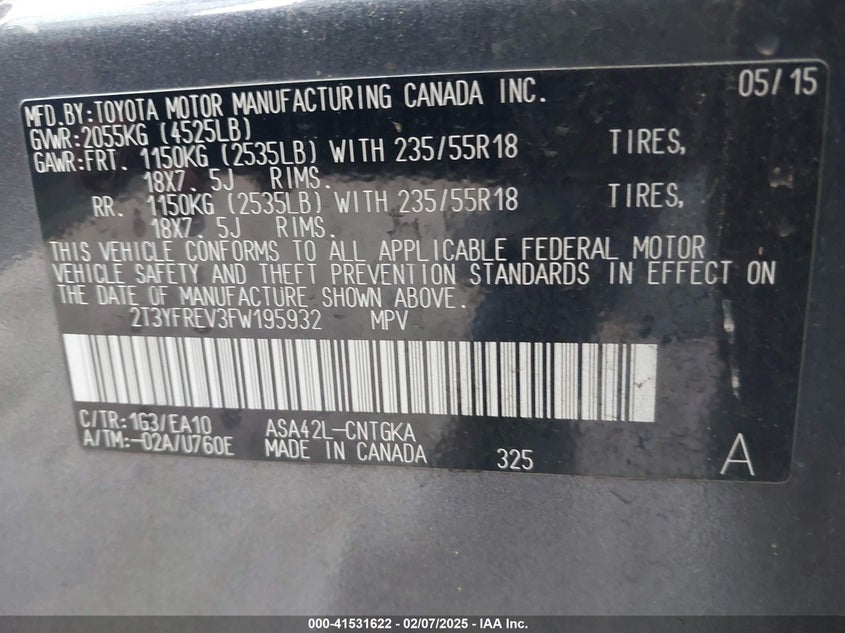 05/15
MFD.BY:TOYOTA MOTOR MANUFACTURING CANADA INC.
GVWR:2055KG (4525LB)
GAWR:FRT. 1150KG (2535LB) WITH 235/55R18 TIRES,
18X7. 5J RIMS.
RR. 1150KG (2535LB) WITH 235/55R18 TIRES,
18X7. 5J RIMS.
THIS VEHICLE CONFORMS TO ALL APPLICABLE FEDERAL MOTOR
VEHICLE SAFETY AND THEFT PREVENTION STANDARDS IN EFFECT ON
THE DATE OF MANUFACTURE SHOWN ABOVE.
2T3YFREV3FW195932 MPV
C/TR:1G3/EA10 ASA42L-CNTGKA
A/TM:-02A/U760E MADE IN CANADA 325 A
000-41531622 - 02/07/2025 - IAA Inc.